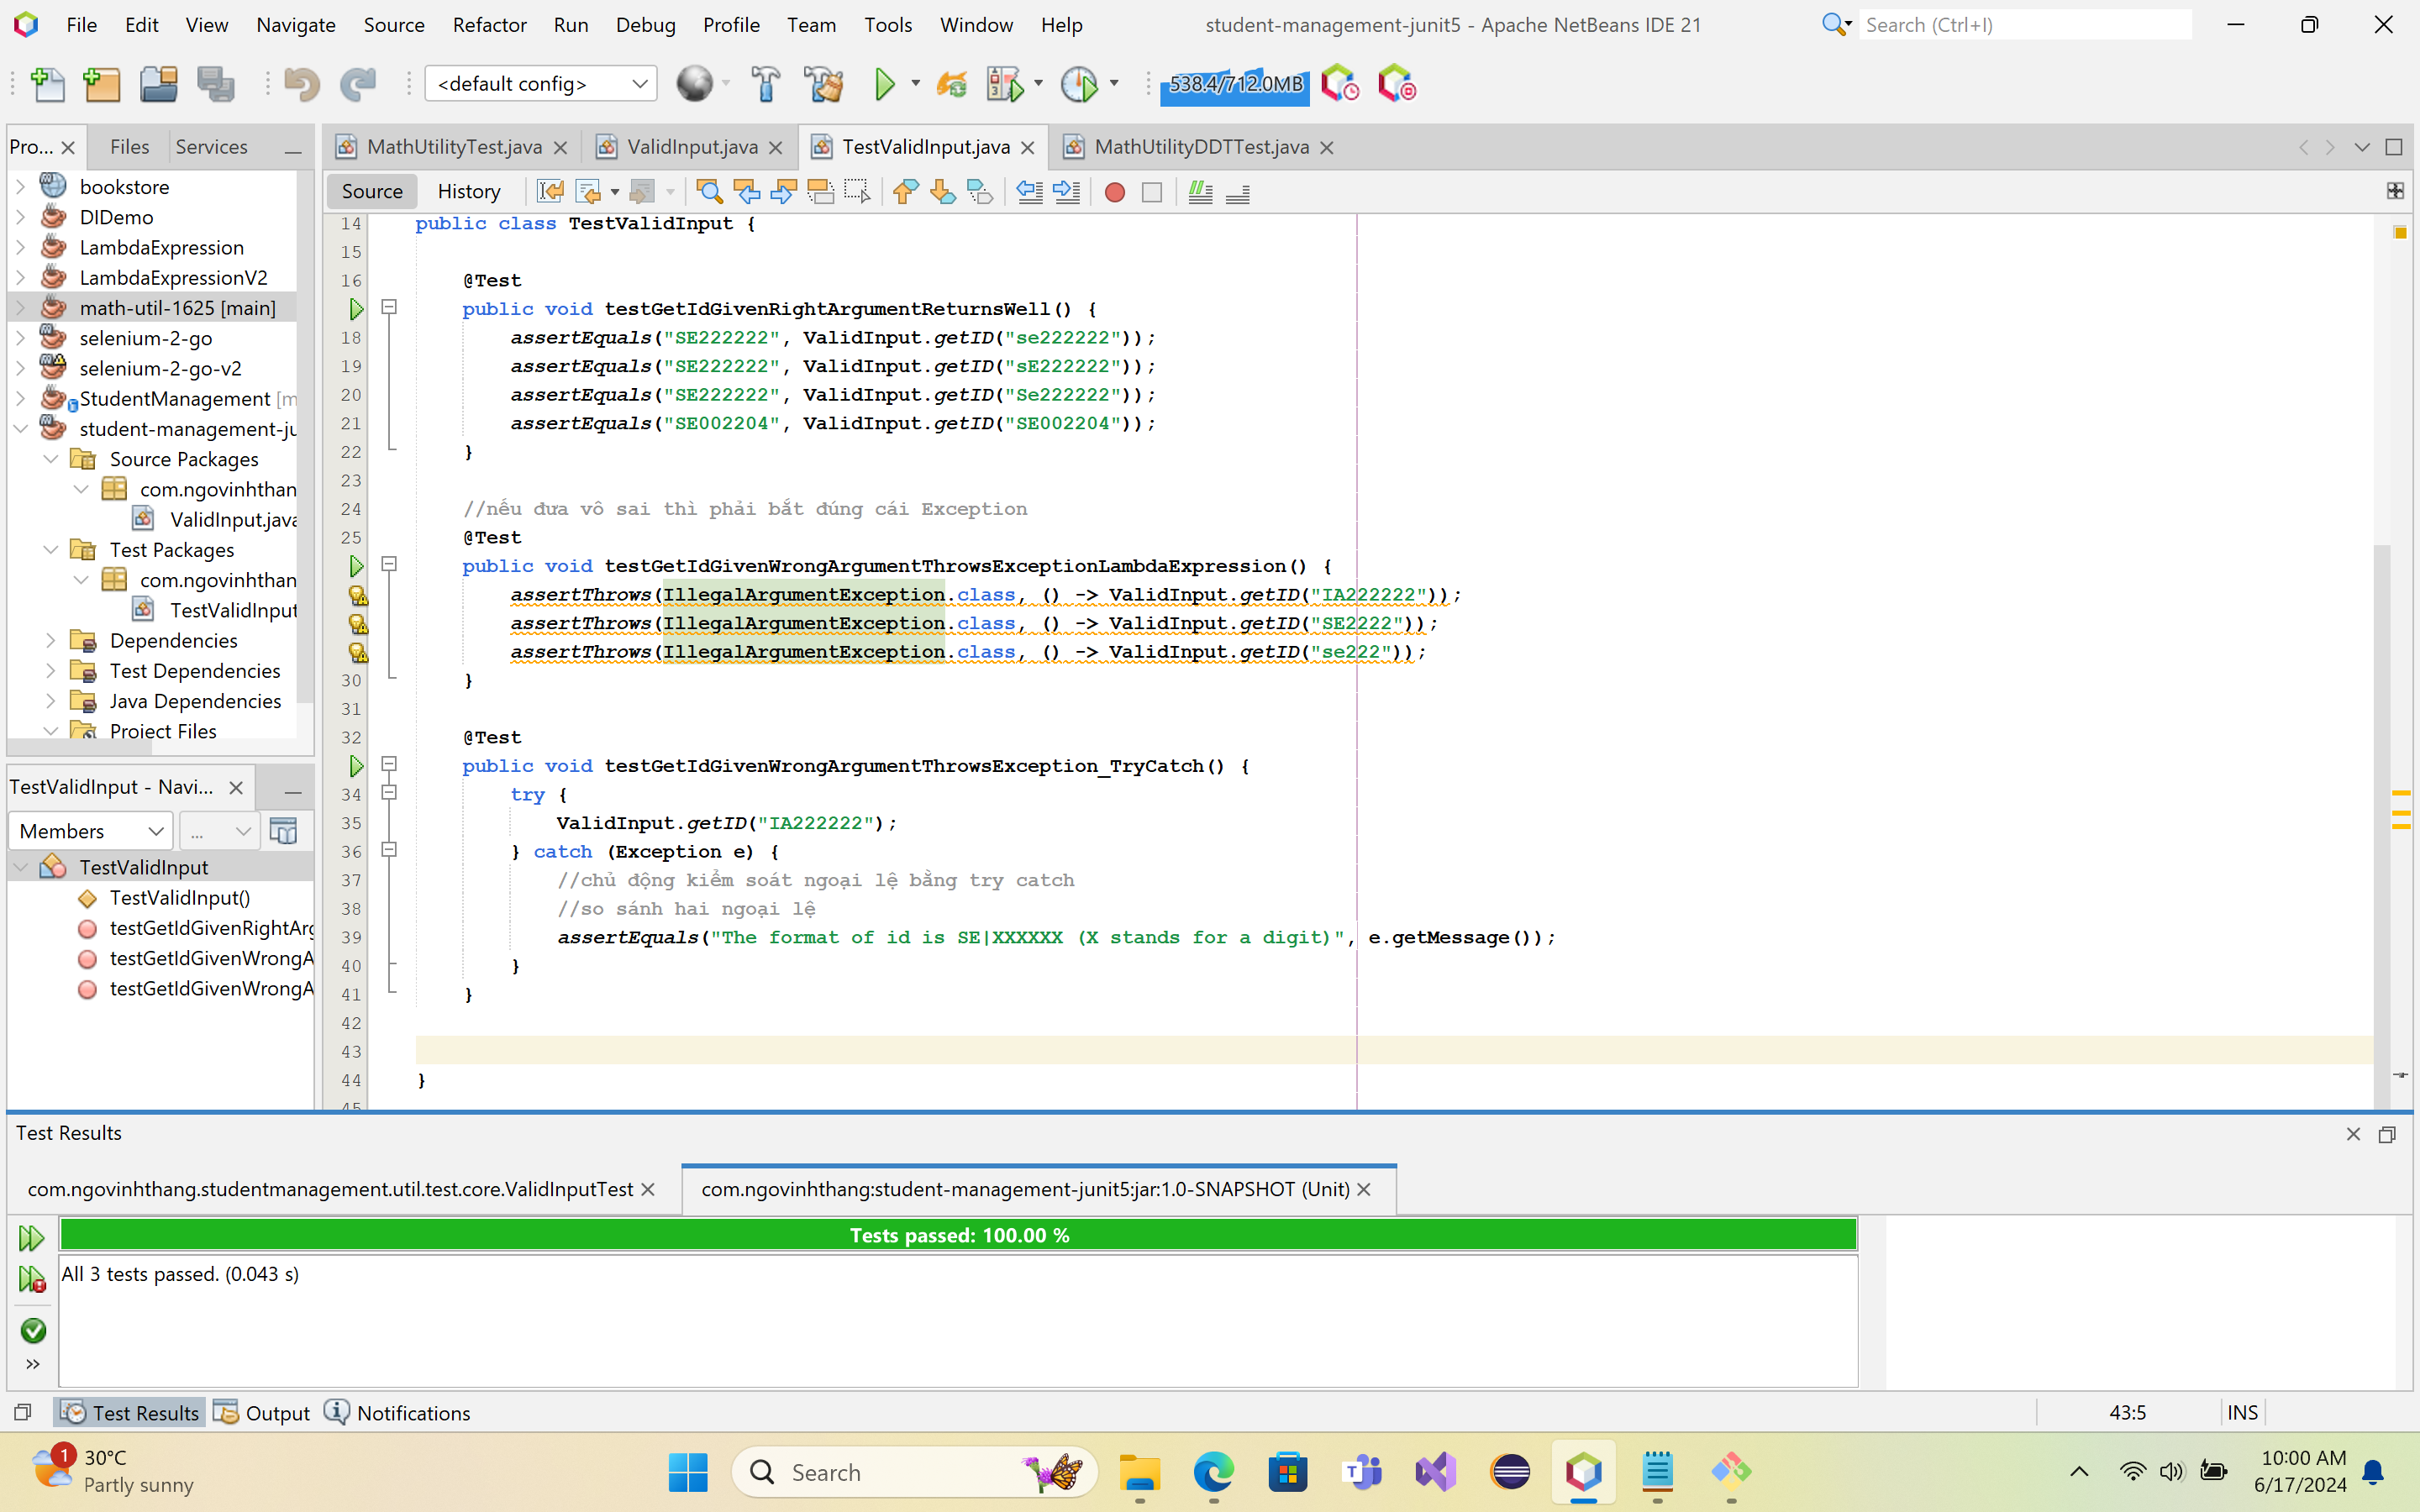 File Edit View Navigate Source Refactor Run Debug Profile Team Tools Window Help
student-management-junit5 - Apache NetBeans IDE 21
Search (Ctrl+I)
<default config>
538.4/712.0MB
Pro... Files Services
MathUtilityTest.java ValidInput.java TestValidInput.java MathUtilityDDTTest.java
Source History
bookstore
DIDemo
LambdaExpression
LambdaExpressionV2
math-util-1625 [main]
selenium-2-go
selenium-2-go-v2
StudentManagement [m
student-management-ju
Source Packages
com.ngovinhthan
ValidInput.java
Test Packages
com.ngovinhthan
TestValidInput
Dependencies
Test Dependencies
Java Dependencies
Project Files
TestValidInput - Navi...
Members ...
TestValidInput
TestValidInput()
testGetIdGivenRightArg
testGetIdGivenWrongA
testGetIdGivenWrongA
14 public class TestValidInput {
15
16 @Test
public void testGetIdGivenRightArgumentReturnsWell() {
18 assertEquals("SE222222", ValidInput.getID("se222222"));
19 assertEquals("SE222222", ValidInput.getID("sE222222"));
20 assertEquals("SE222222", ValidInput.getID("Se222222"));
21 assertEquals("SE002204", ValidInput.getID("SE002204"));
22 }
23
24 //nếu đưa vô sai thì phải bắt đúng cái Exception
25 @Test
public void testGetIdGivenWrongArgumentThrowsExceptionLambdaExpression() {
assertThrows(IllegalArgumentException.class, () -> ValidInput.getID("IA222222"));
assertThrows(IllegalArgumentException.class, () -> ValidInput.getID("SE2222"));
assertThrows(IllegalArgumentException.class, () -> ValidInput.getID("se222"));
30 }
31
32 @Test
public void testGetIdGivenWrongArgumentThrowsException_TryCatch() {
34 try {
35 ValidInput.getID("IA222222");
36 } catch (Exception e) {
37 //chủ động kiểm soát ngoại lệ bằng try catch
38 //so sánh hai ngoại lệ
39 assertEquals("The format of id is SE|XXXXXX (X stands for a digit)", e.getMessage());
40 }
41 }
42
43
44 }
45
Test Results
com.ngovinhthang.studentmanagement.util.test.core.ValidInputTest com.ngovinhthang:student-management-junit5:jar:1.0-SNAPSHOT (Unit)
Tests passed: 100.00 %
All 3 tests passed. (0.043 s)
Test Results Output Notifications
43:5 INS
1
30°C
Partly sunny
Search
10:00 AM
6/17/2024